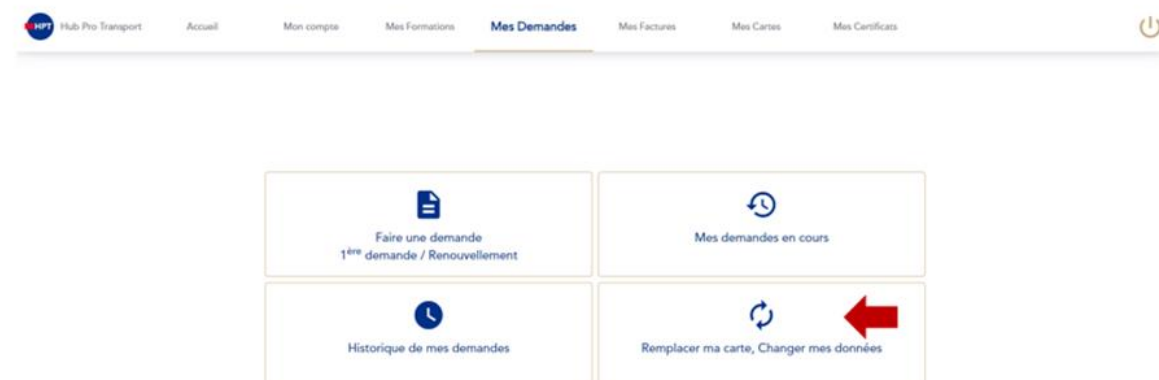 HPT Hub Pro Transport Accueil Mon compte Mes Formations Mes Demandes Mes Factures Mes Cartes Mes Certificats
Faire une demande
1ère demande / Renouvellement
Mes demandes en cours
Historique de mes demandes
Remplacer ma carte, Changer mes données